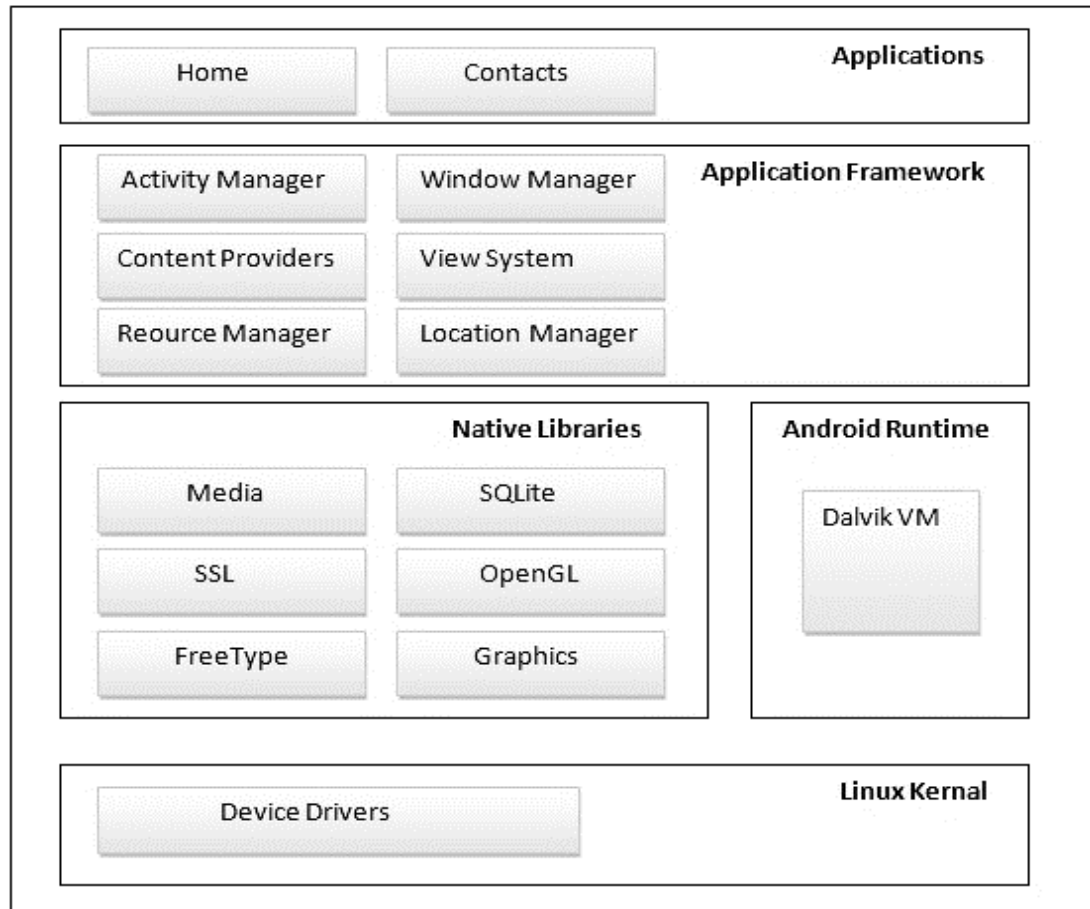 Applications
Home
Contacts
Application Framework
Activity Manager
Window Manager
Content Providers
View System
Reource Manager
Location Manager
Native Libraries
Media
SQLite
SSL
OpenGL
FreeType
Graphics
Android Runtime
Dalvik VM
Linux Kernal
Device Drivers